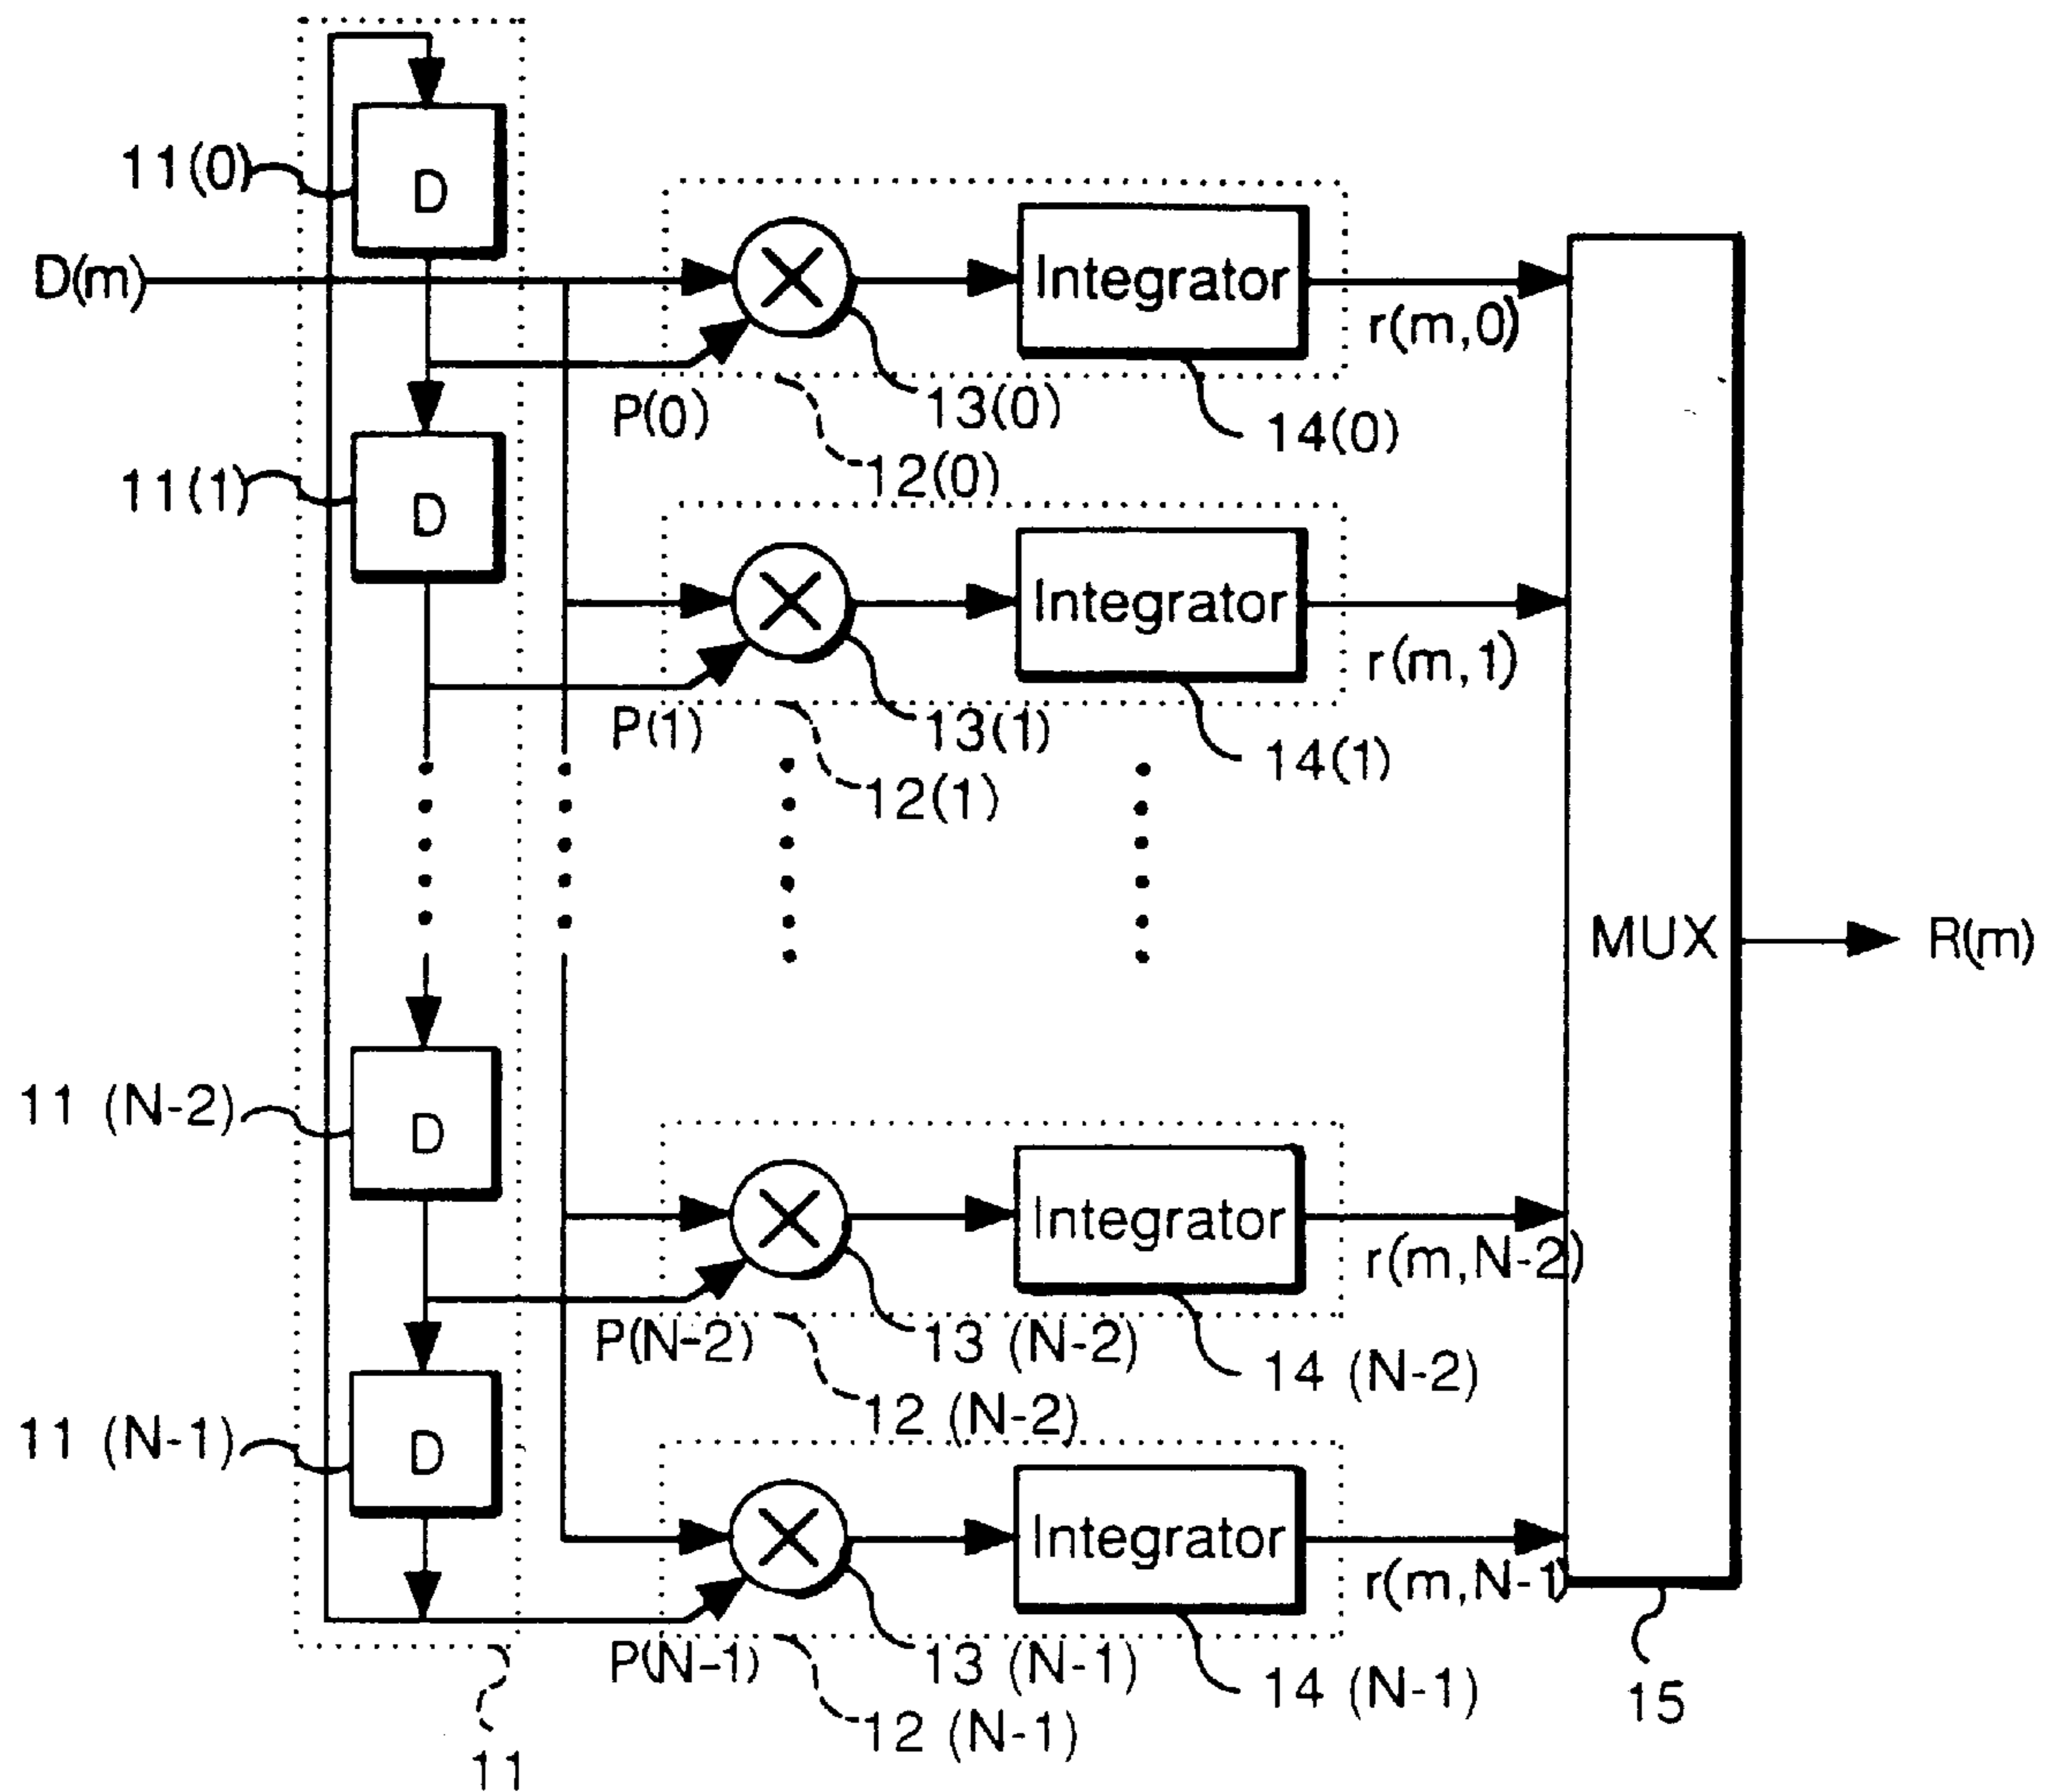 11(0)
D
D(m)
Integrator
r(m,0)
P(0)
13(0)
14(0)
12(0)
11(1)
D
Integrator
r(m,1)
P(1)
13(1)
14(1)
12(1)
MUX
R(m)
11 (N-2)
D
Integrator
r(m,N-2)
P(N-2)
13 (N-2)
14 (N-2)
12 (N-2)
11 (N-1)
D
Integrator
r(m,N-1)
P(N-1)
13 (N-1)
14 (N-1)
12 (N-1)
15
11